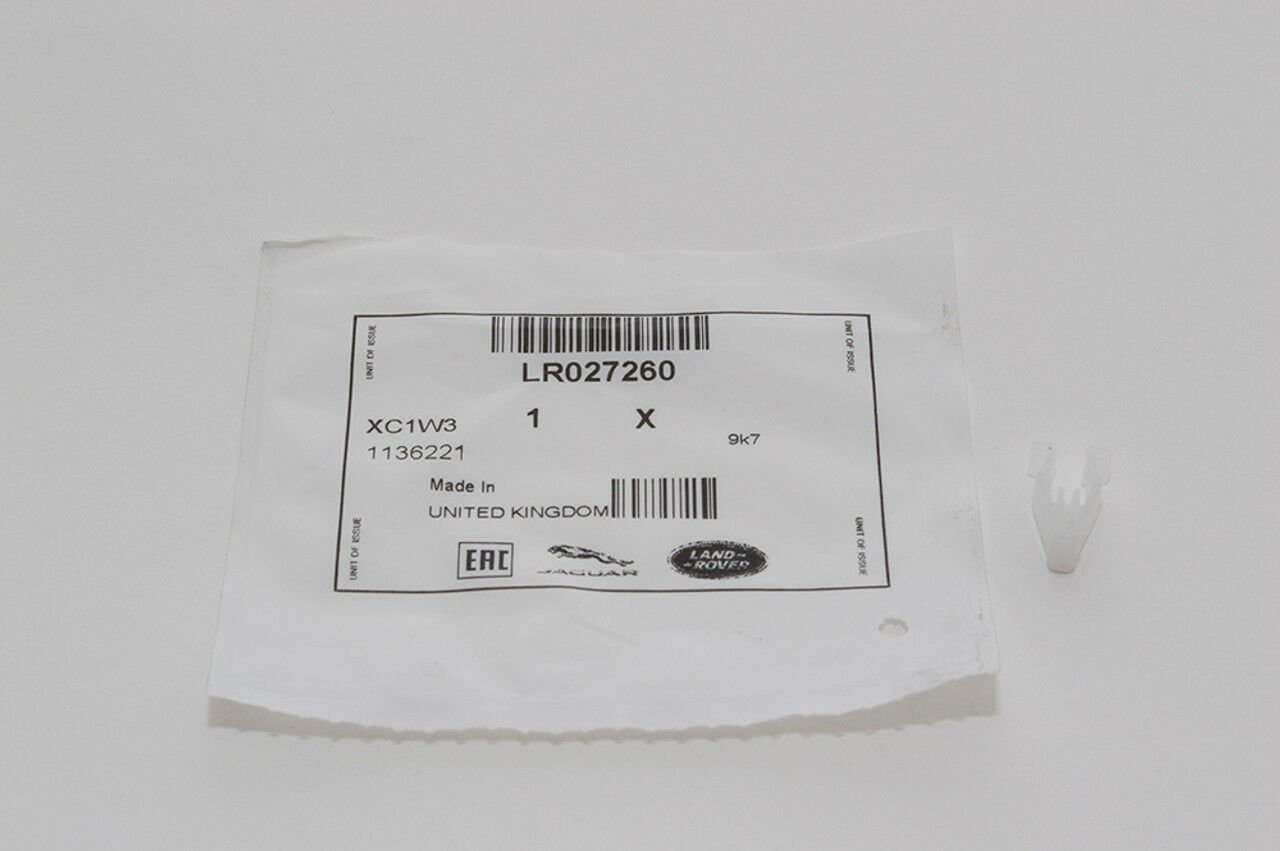 UNIT OF ISSUE
UNIT OF ISSUE
LR027260
XC1W3 1 X
1136221 9k7
Made In
UNITED KINGDOM
UNIT OF ISSUE
UNIT OF ISSUE
EAC JAGUAR LAND ROVER